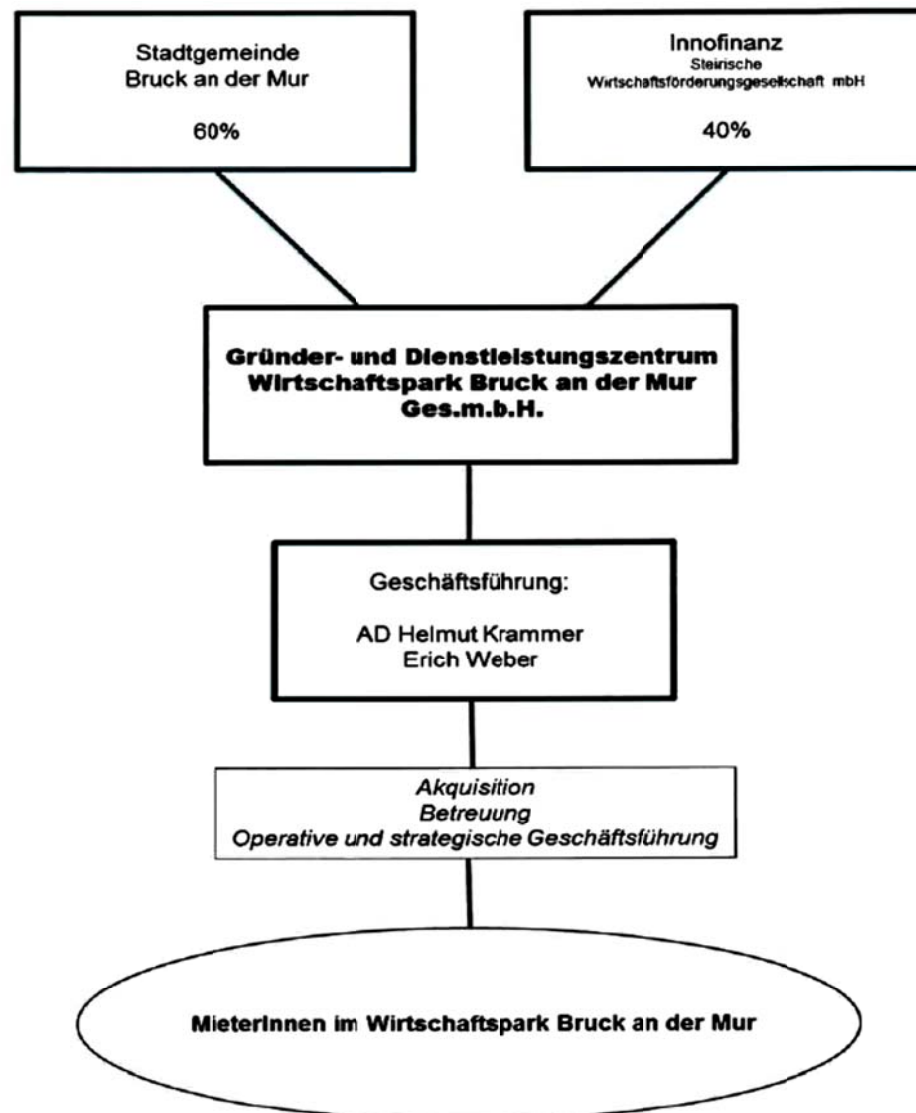 Stadtgemeinde
Bruck an der Mur
60%
Innofinanz
Steirische
Wirtschaftsförderungsgesellschaft mbH
40%
Gründer- und Dienstleistungszentrum
Wirtschaftspark Bruck an der Mur
Ges.m.b.H.
Geschäftsführung:
AD Helmut Krammer
Erich Weber
Akquisition
Betreuung
Operative und strategische Geschäftsführung
MieterInnen im Wirtschaftspark Bruck an der Mur